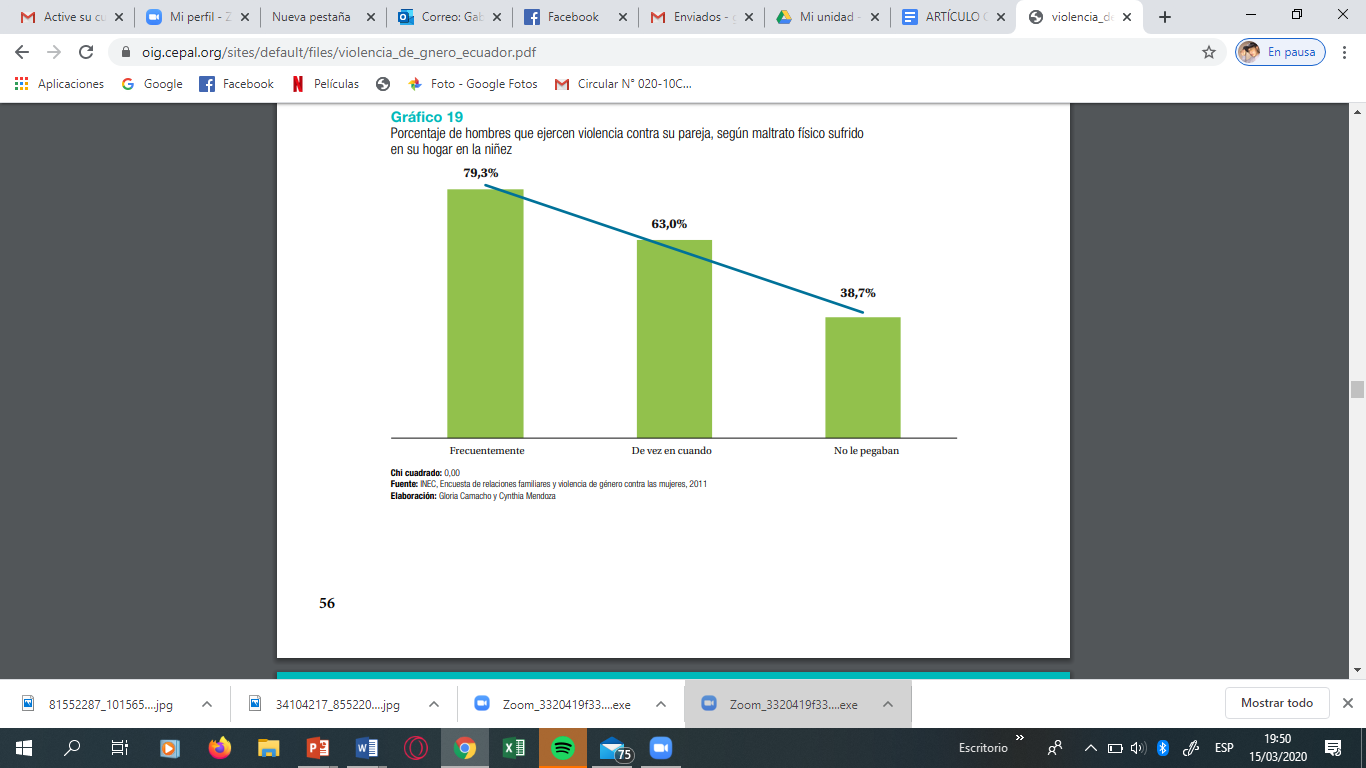 Active su cu
Mi perfil - Z
Nueva pestaña
Correo: Gab
Facebook
Enviados - g
Mi unidad -
ARTÍCULO C
violencia_de
oig.cepal.org/sites/default/files/violencia_de_gnero_ecuador.pdf
En pausa
Aplicaciones
Google
Facebook
Películas
Foto - Google Fotos
Circular N° 020-10C...
Gráfico 19
Porcentaje de hombres que ejercen violencia contra su pareja, según maltrato físico sufrido
en su hogar en la niñez
79,3%
63,0%
38,7%
Frecuentemente
De vez en cuando
No le pegaban
Chi cuadrado: 0,00
Fuente: INEC, Encuesta de relaciones familiares y violencia de género contra las mujeres, 2011
Elaboración: Gloria Camacho y Cynthia Mendoza
56
81552287_101565....jpg
34104217_855220....jpg
Zoom_3320419f33....exe
Zoom_3320419f33....exe
Mostrar todo
Escritorio
75
ESP
19:50
15/03/2020